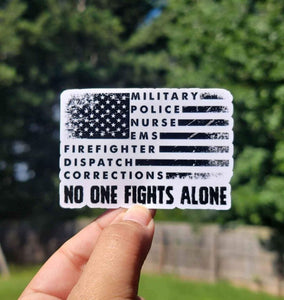 MILITARY
POLICE
NURSE
EMS
FIREFIGHTER
DISPATCH
CORRECTIONS
NO ONE FIGHTS ALONE